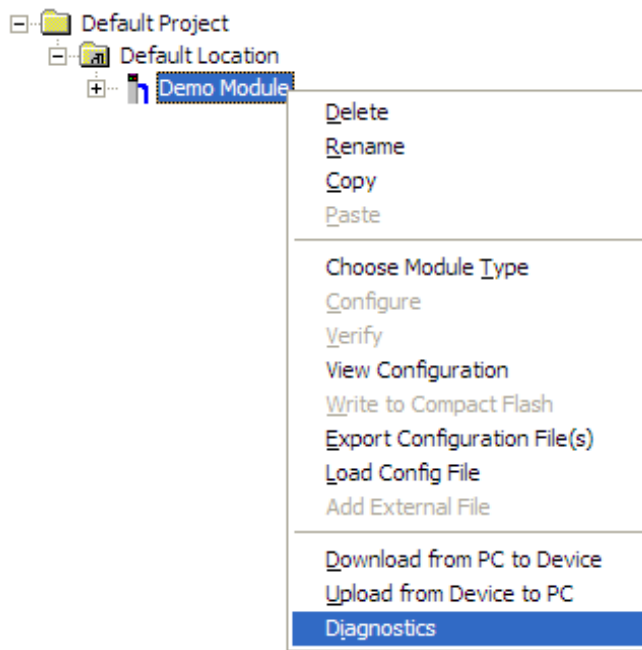 Default Project
Default Location
Demo Module
Delete
Rename
Copy
Paste
Choose Module Type
Configure
Verify
View Configuration
Write to Compact Flash
Export Configuration File(s)
Load Config File
Add External File
Download from PC to Device
Upload from Device to PC
Diagnostics